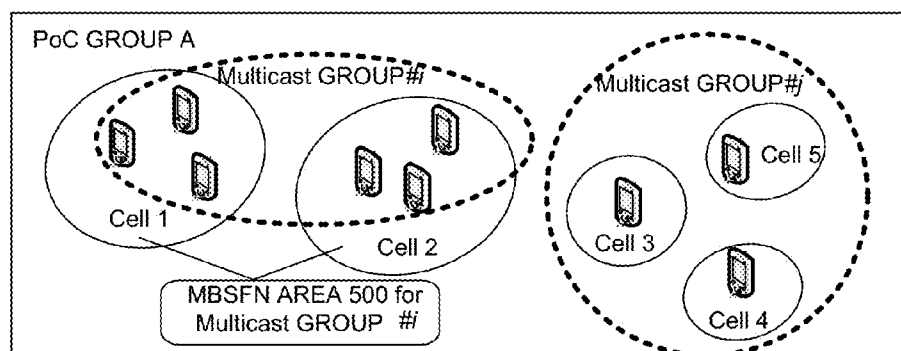 PoC GROUP A
Multicast GROUP#i
Multicast GROUP#j
Cell 5
Cell 3
Cell 1
Cell 2
Cell 4
MBSFN AREA 500 for
Multicast GROUP #i